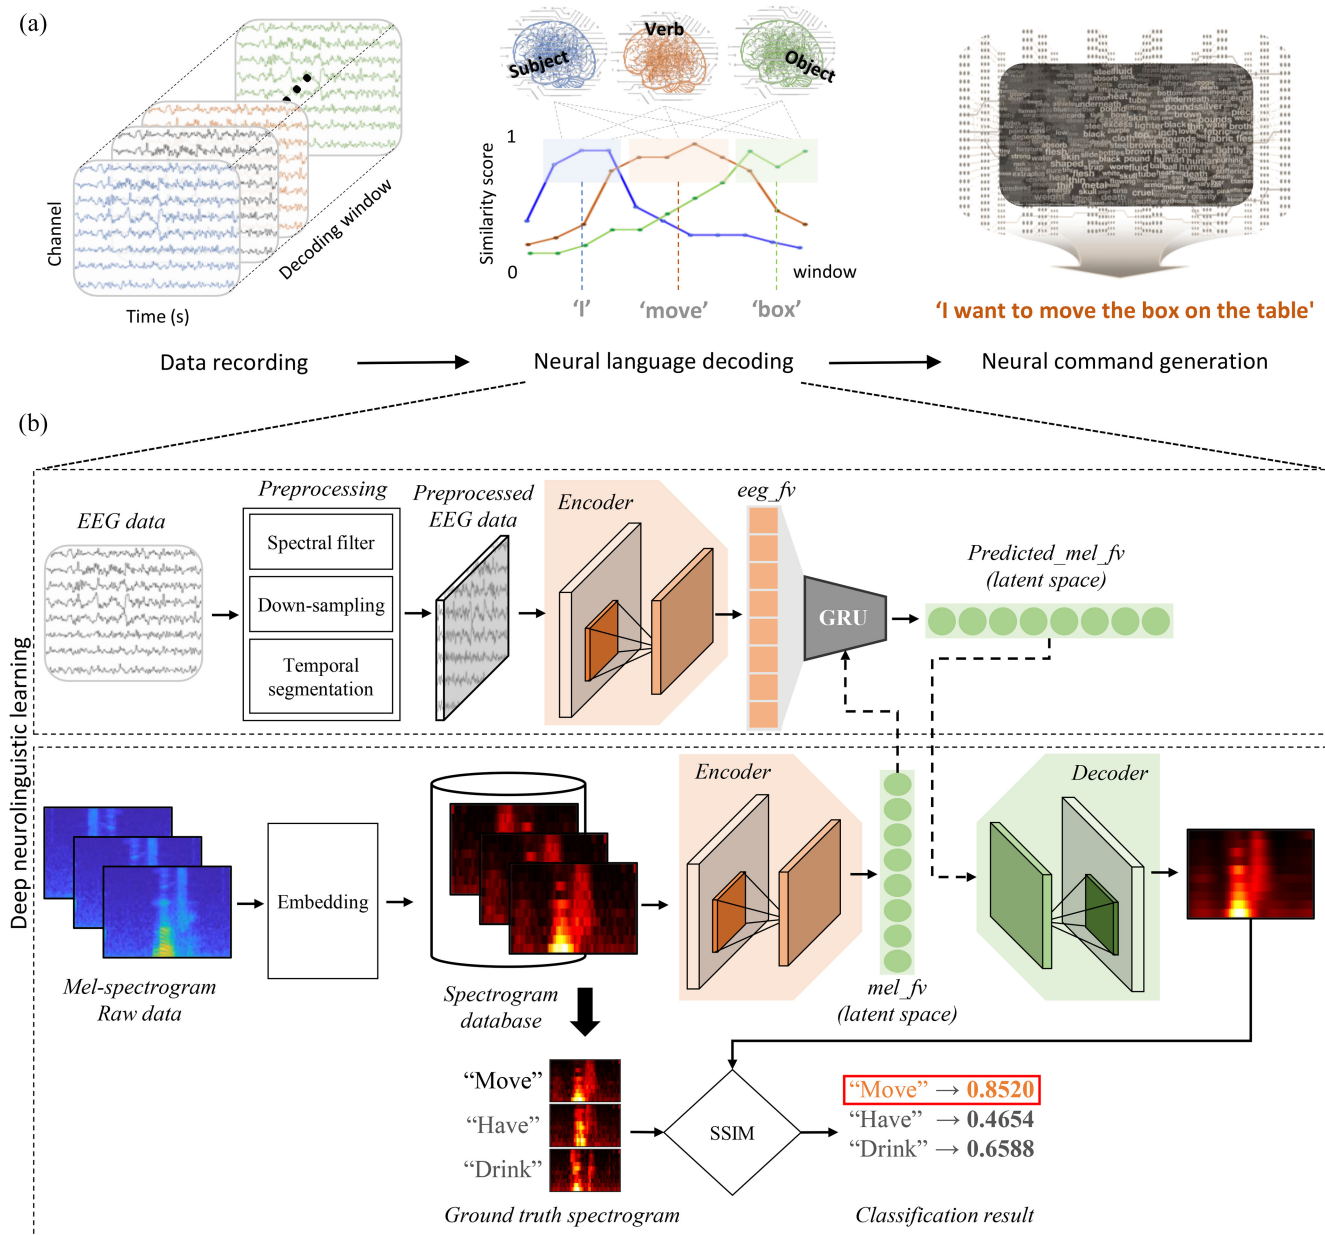 (a)
Channel
Time (s)
Decoding window
Subject
Verb
Object
1
Similarity score
0
window
‘I’
‘move’
‘box’
‘I want to move the box on the table'
Data recording
Neural language decoding
Neural command generation
(b)
Deep neurolinguistic learning
EEG data
Preprocessing
Spectral filter
Down-sampling
Temporal
segmentation
Preprocessed
EEG data
Encoder
eeg_fv
GRU
Predicted_mel_fv
(latent space)
Mel-spectrogram
Raw data
Embedding
Spectrogram
database
Encoder
mel_fv
(latent space)
Decoder
“Move”
“Have”
“Drink”
Ground truth spectrogram
SSIM
“Move” → 0.8520
“Have” → 0.4654
“Drink” → 0.6588
Classification result